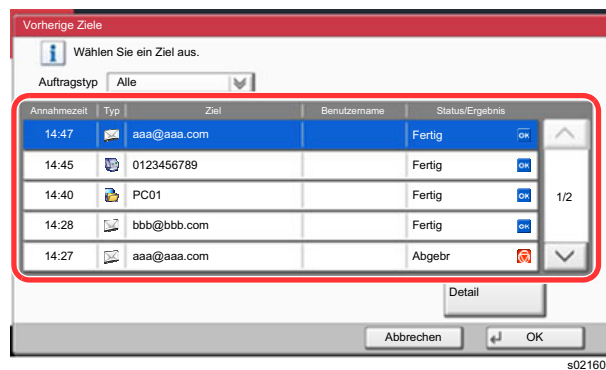 Vorherige Ziele
Wählen Sie ein Ziel aus.
Auftragstyp Alle
Annahmezeit Typ Ziel Benutzername Status/Ergebnis
14:47 aaa@aaa.com Fertig OK
14:45 0123456789 Fertig OK
14:40 PC01 Fertig OK
1/2
14:28 bbb@bbb.com Fertig OK
14:27 aaa@aaa.com Abgebr
Detail
Abbrechen OK
s02160